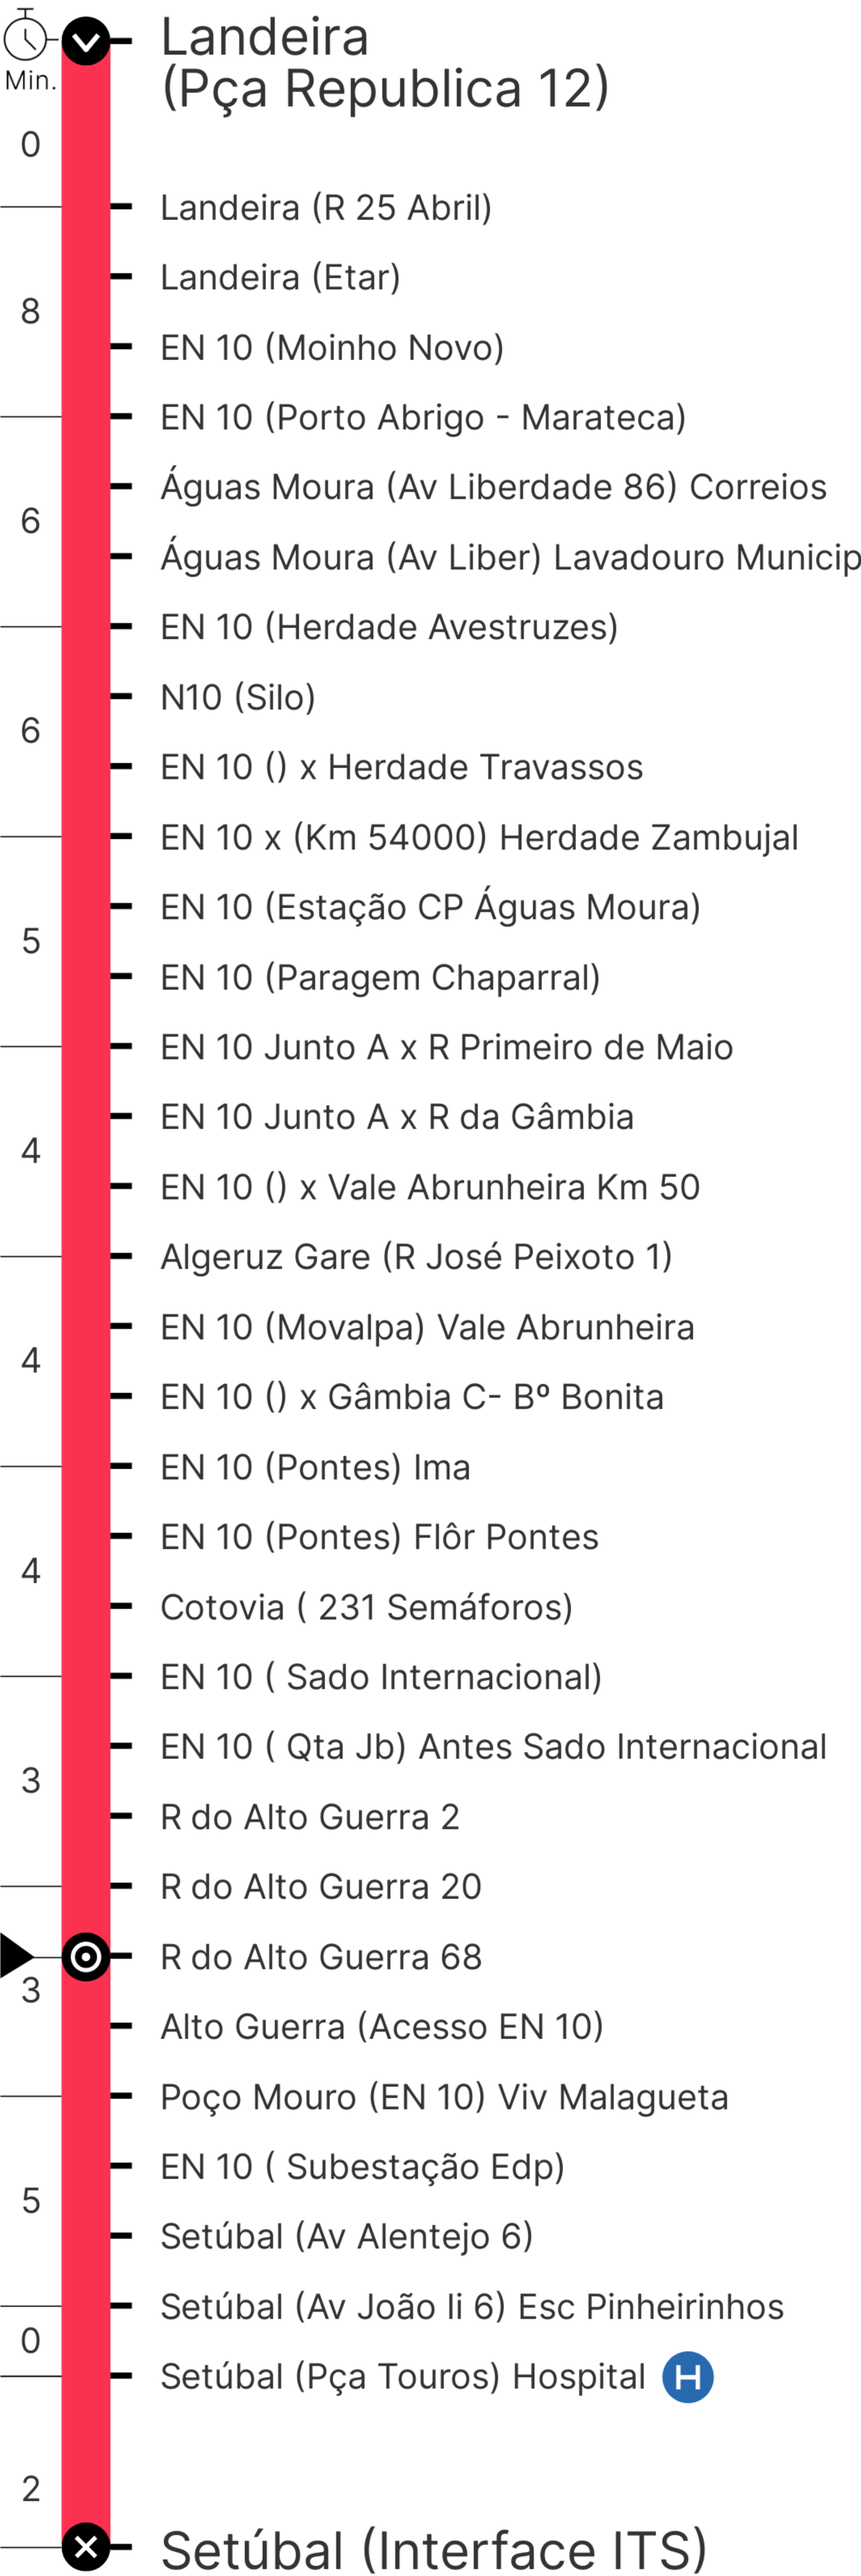 Landeira
(Pça Republica 12)
Min.
0
Landeira (R 25 Abril)
Landeira (Etar)
8
EN 10 (Moinho Novo)
EN 10 (Porto Abrigo - Marateca)
Águas Moura (Av Liberdade 86) Correios
6
Águas Moura (Av Liber) Lavadouro Municip
EN 10 (Herdade Avestruzes)
N10 (Silo)
6
EN 10 () x Herdade Travassos
EN 10 x (Km 54000) Herdade Zambujal
EN 10 (Estação CP Águas Moura)
5
EN 10 (Paragem Chaparral)
EN 10 Junto A x R Primeiro de Maio
EN 10 Junto A x R da Gâmbia
4
EN 10 () x Vale Abrunheira Km 50
Algeruz Gare (R José Peixoto 1)
EN 10 (Movalpa) Vale Abrunheira
4
EN 10 () x Gâmbia C- Bº Bonita
EN 10 (Pontes) Ima
EN 10 (Pontes) Flôr Pontes
4
Cotovia ( 231 Semáforos)
EN 10 ( Sado Internacional)
EN 10 ( Qta Jb) Antes Sado Internacional
3
R do Alto Guerra 2
R do Alto Guerra 20
R do Alto Guerra 68
3
Alto Guerra (Acesso EN 10)
Poço Mouro (EN 10) Viv Malagueta
EN 10 ( Subestação Edp)
5
Setúbal (Av Alentejo 6)
Setúbal (Av João Ii 6) Esc Pinheirinhos
0
Setúbal (Pça Touros) Hospital H
2
Setúbal (Interface ITS)